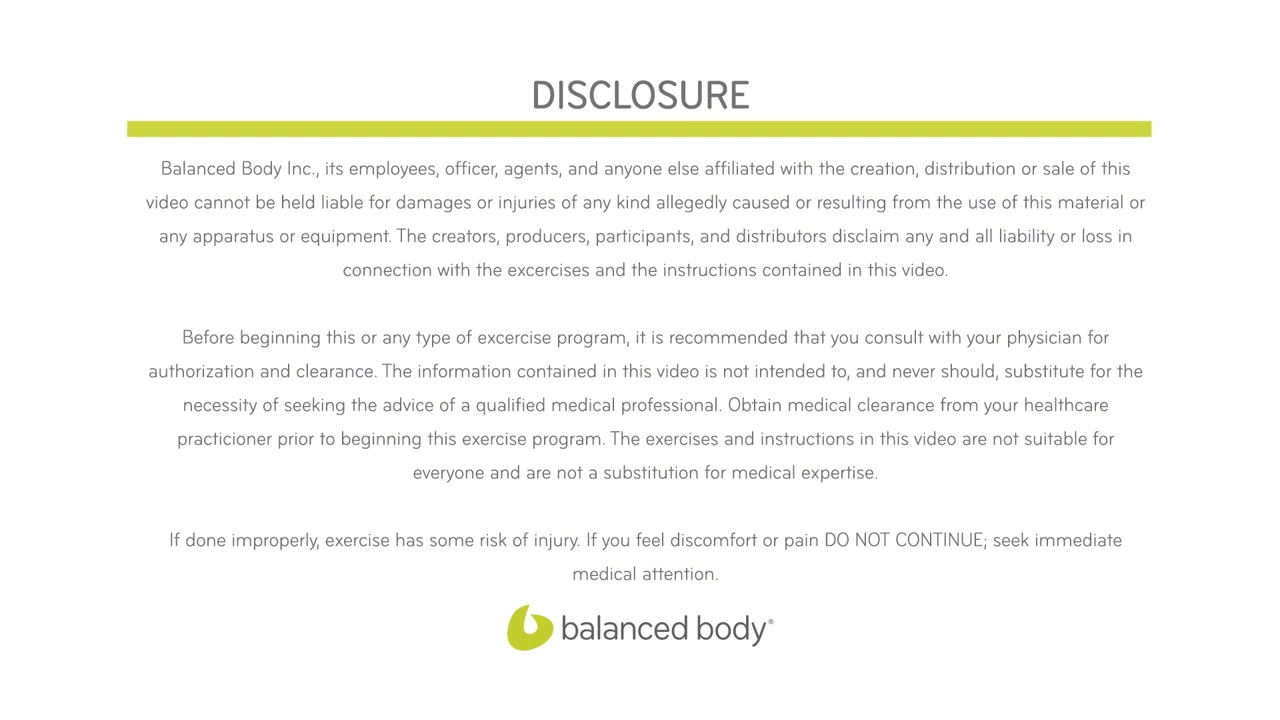 DISCLOSURE
Balanced Body Inc., its employees, officer, agents, and anyone else affiliated with the creation, distribution or sale of this
video cannot be held liable for damages or injuries of any kind allegedly caused or resulting from the use of this material or
any apparatus or equipment. The creators, producers, participants, and distributors disclaim any and all liability or loss in
connection with the excercises and the instructions contained in this video.
Before beginning this or any type of excercise program, it is recommended that you consult with your physician for
authorization and clearance. The information contained in this video is not intended to, and never should, substitute for the
necessity of seeking the advice of a qualified medical professional. Obtain medical clearance from your healthcare
practicioner prior to beginning this exercise program. The exercises and instructions in this video are not suitable for
everyone and are not a substitution for medical expertise.
If done improperly, exercise has some risk of injury. If you feel discomfort or pain DO NOT CONTINUE; seek immediate
medical attention.
balanced body®